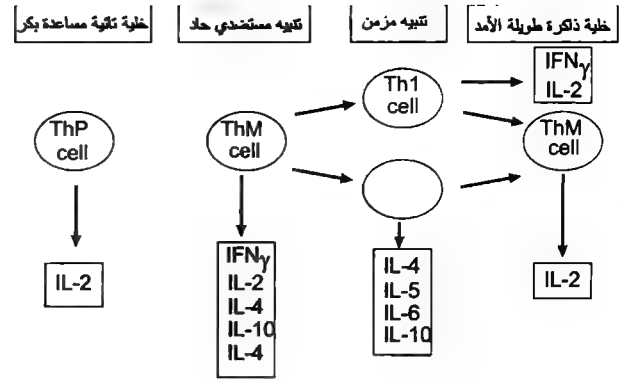 خلية تائية مساعدة بكر
تنبيه مستضدي حاد
تنبيه مزمن
خلية ذاكرة طويلة الأمد
ThP
cell
IL-2
ThM
cell
IFNγ
IL-2
IL-4
IL-10
IL-4
Th1
cell
IL-4
IL-5
IL-6
IL-10
IFNγ
IL-2
ThM
cell
IL-2